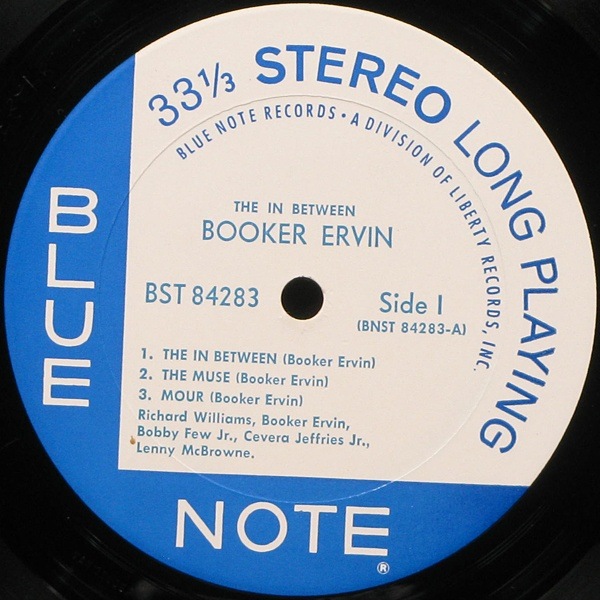 33⅓ STEREO LONG PLAYING
BLUE NOTE RECORDS • A DIVISION OF LIBERTY RECORDS, INC.
THE IN BETWEEN
BOOKER ERVIN
BST 84283
Side I
(BNST 84283-A)
1. THE IN BETWEEN (Booker Ervin)
2. THE MUSE (Booker Ervin)
3. MOUR (Booker Ervin)
Richard Williams, Booker Ervin,
Bobby Few Jr., Cevera Jeffries Jr.,
Lenny McBrowne.
BLUE
NOTE
®